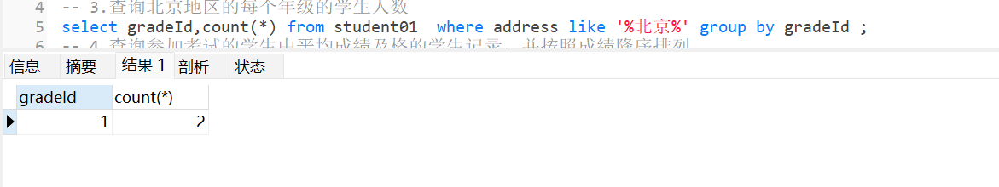 4 -- 3.查询北京地区的每个年级的学生人数
5 select gradeId,count(*) from student01  where address like '%北京%' group by gradeId ;
6 -- 4.查询参加考试的学生中平均成绩及格的学生记录，并按照成绩降序排列
信息 摘要 结果 1 剖析 状态
gradeId count(*)
1 2